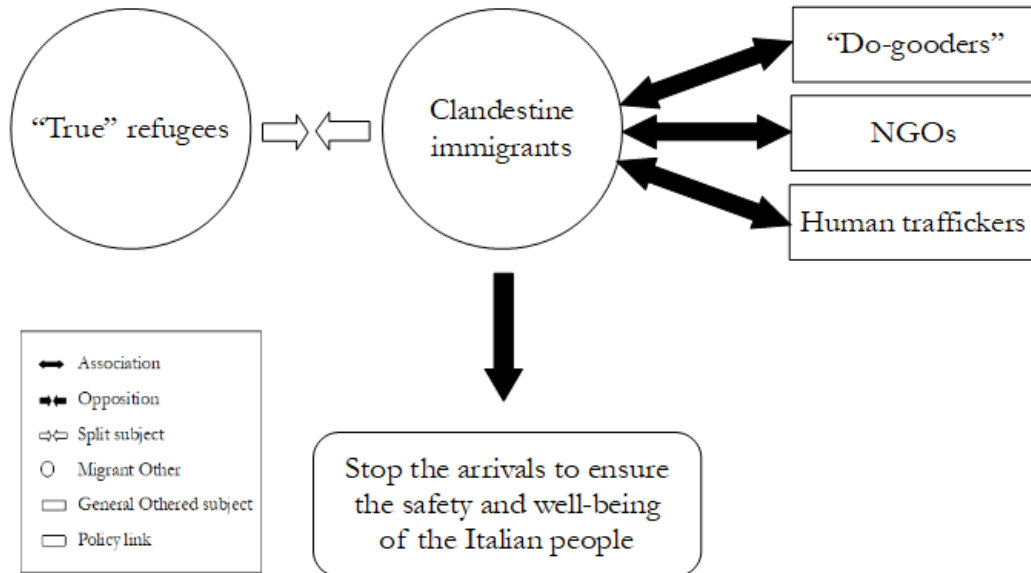 “True” refugees
Clandestine
immigrants
“Do-gooders”
NGOs
Human traffickers
Stop the arrivals to ensure
the safety and well-being
of the Italian people
Association
Opposition
Split subject
Migrant Other
General Othered subject
Policy link